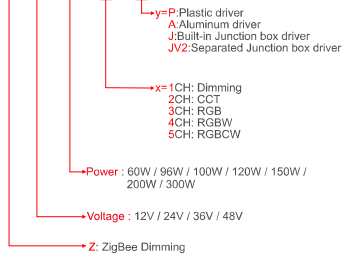 y=P:Plastic driver
A:Aluminum driver
J:Built-in Junction box driver
JV2:Separated Junction box driver
x=1CH: Dimming
2CH: CCT
3CH: RGB
4CH: RGBW
5CH: RGBCW
Power : 60W / 96W / 100W / 120W / 150W /
200W / 300W
Voltage : 12V / 24V / 36V / 48V
Z: ZigBee Dimming